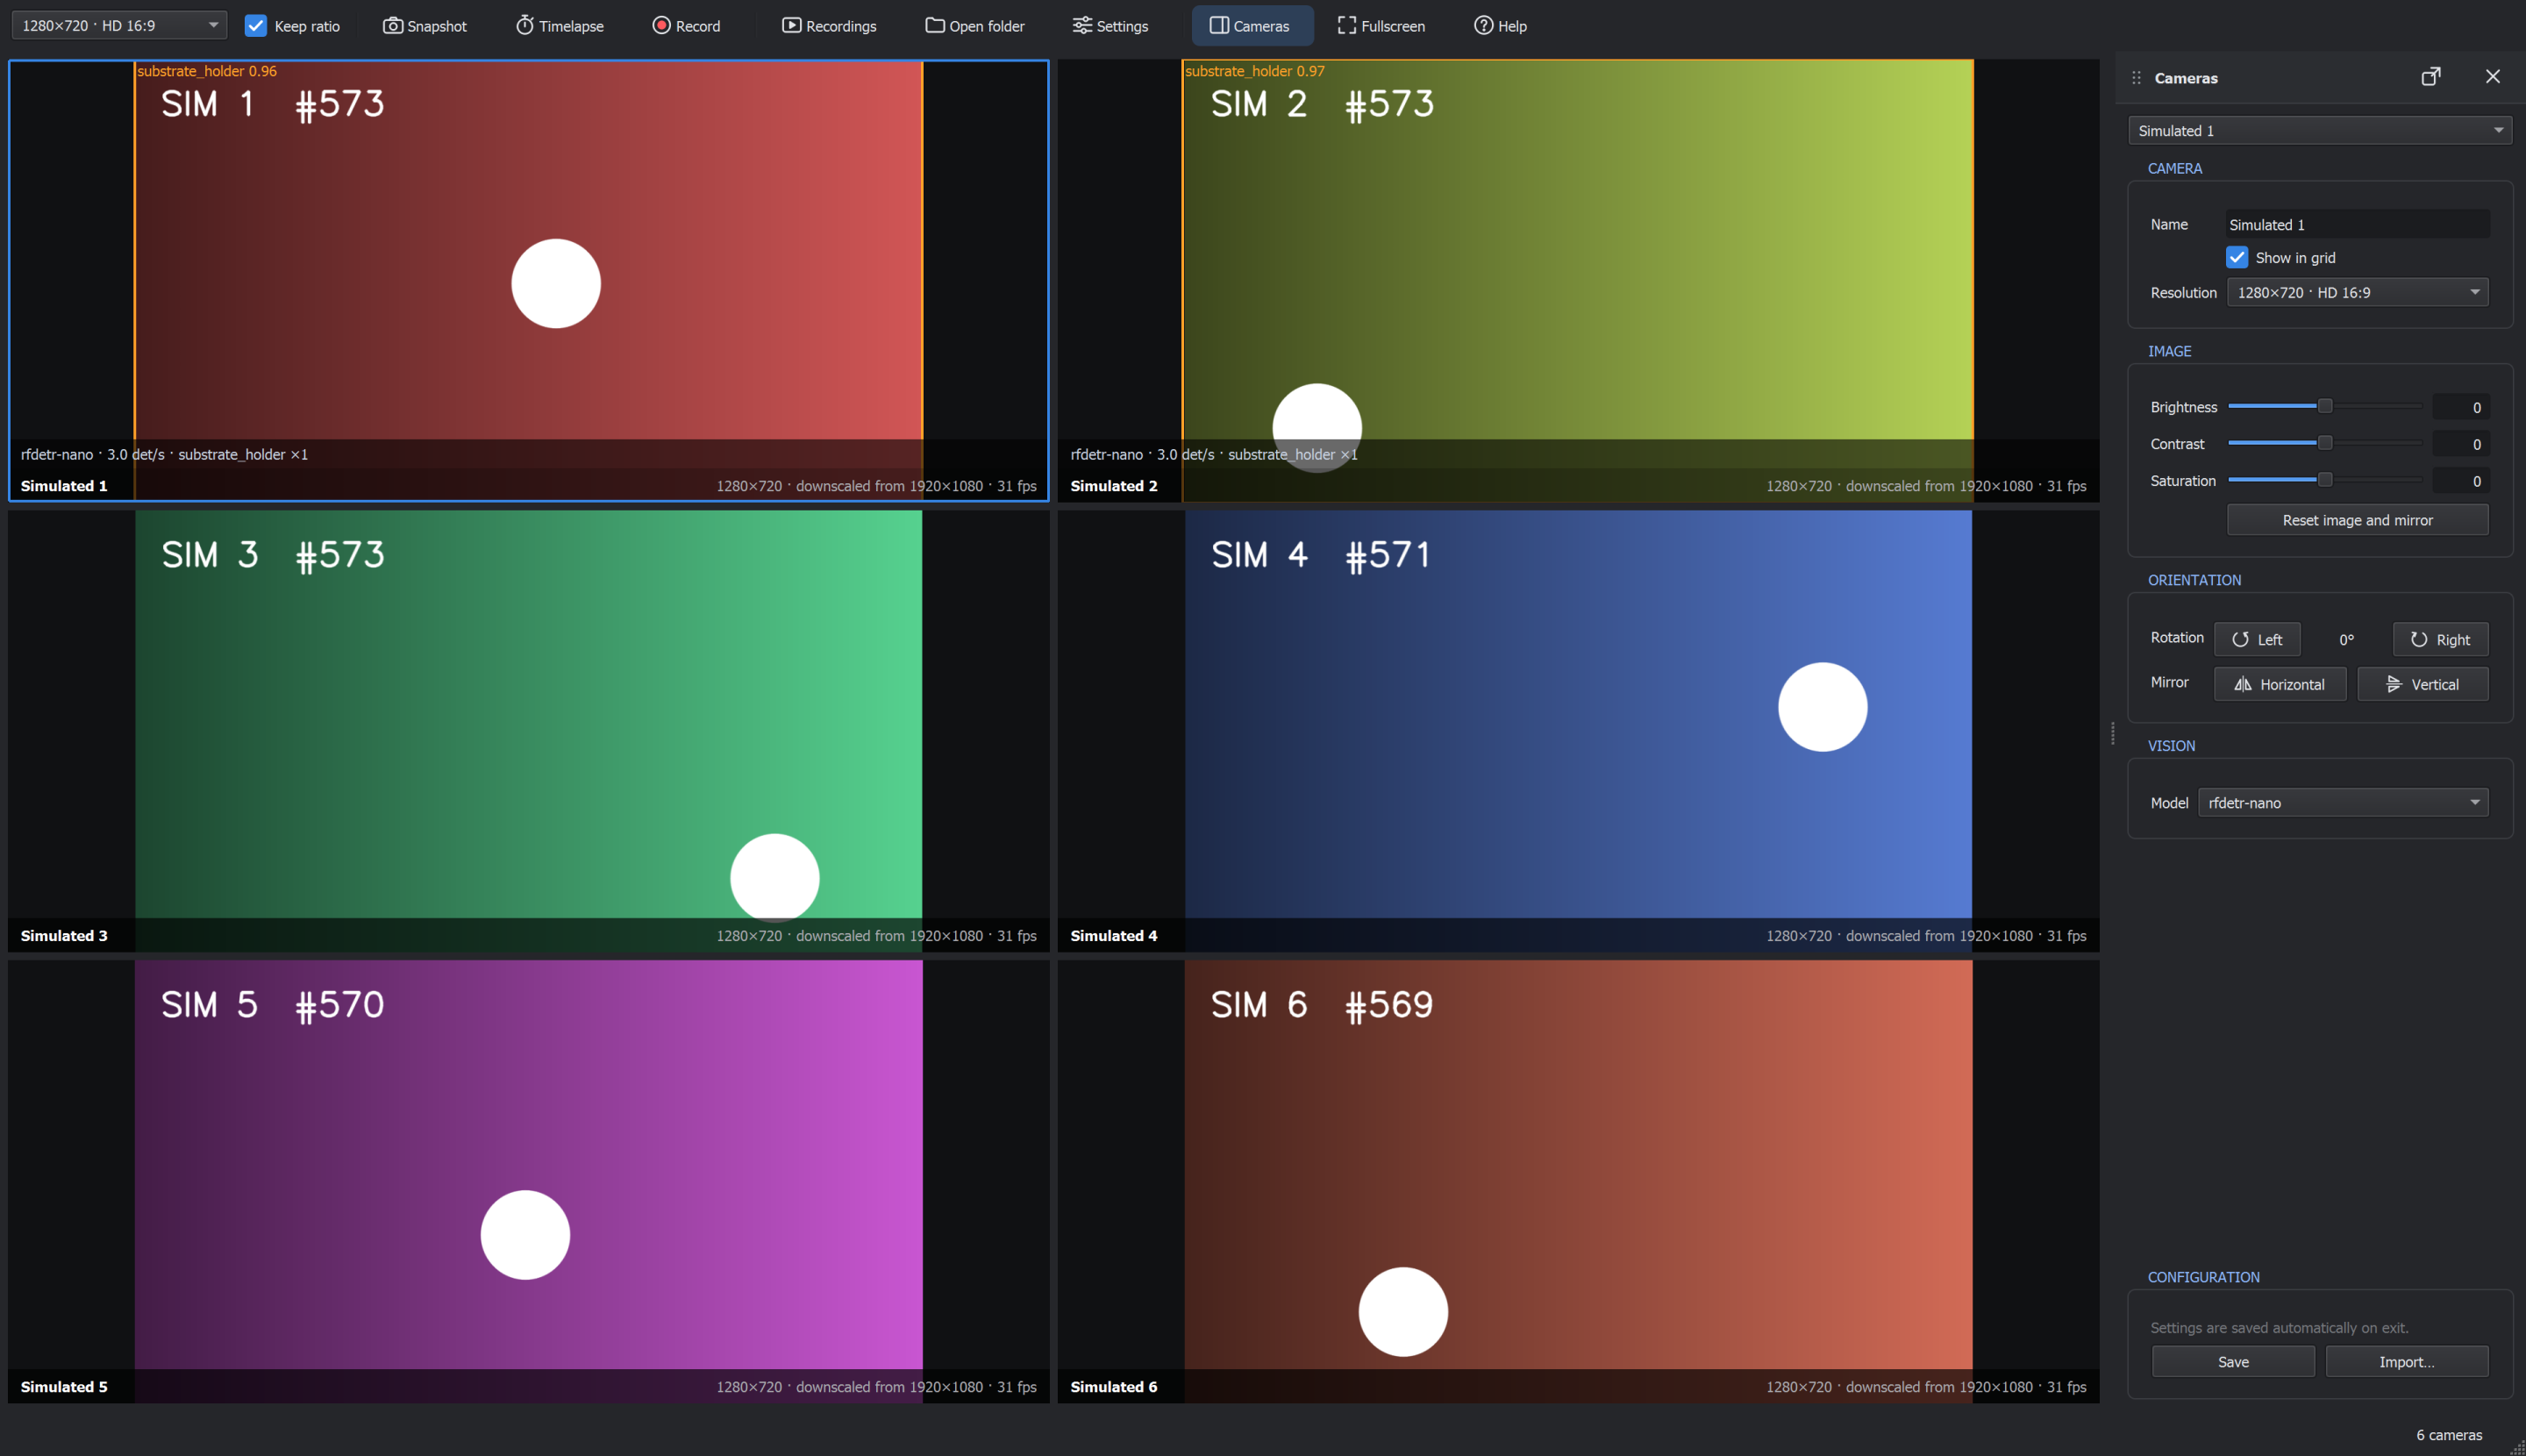 1280×720 · HD 16:9
Keep ratio
Snapshot
Timelapse
Record
Recordings
Open folder
Settings
Cameras
Fullscreen
Help
substrate_holder 0.96
SIM 1 #573
rfdetr-nano · 3.0 det/s · substrate_holder ×1
Simulated 1
1280×720 · downscaled from 1920×1080 · 31 fps
substrate_holder 0.97
SIM 2 #573
rfdetr-nano · 3.0 det/s · substrate_holder ×1
Simulated 2
1280×720 · downscaled from 1920×1080 · 31 fps
SIM 3 #573
Simulated 3
1280×720 · downscaled from 1920×1080 · 31 fps
SIM 4 #571
Simulated 4
1280×720 · downscaled from 1920×1080 · 31 fps
SIM 5 #570
Simulated 5
1280×720 · downscaled from 1920×1080 · 31 fps
SIM 6 #569
Simulated 6
1280×720 · downscaled from 1920×1080 · 31 fps
Cameras
Simulated 1
CAMERA
Name Simulated 1
Show in grid
Resolution 1280×720 · HD 16:9
IMAGE
Brightness 0
Contrast 0
Saturation 0
Reset image and mirror
ORIENTATION
Rotation Left 0° Right
Mirror Horizontal Vertical
VISION
Model rfdetr-nano
CONFIGURATION
Settings are saved automatically on exit.
Save Import...
6 cameras